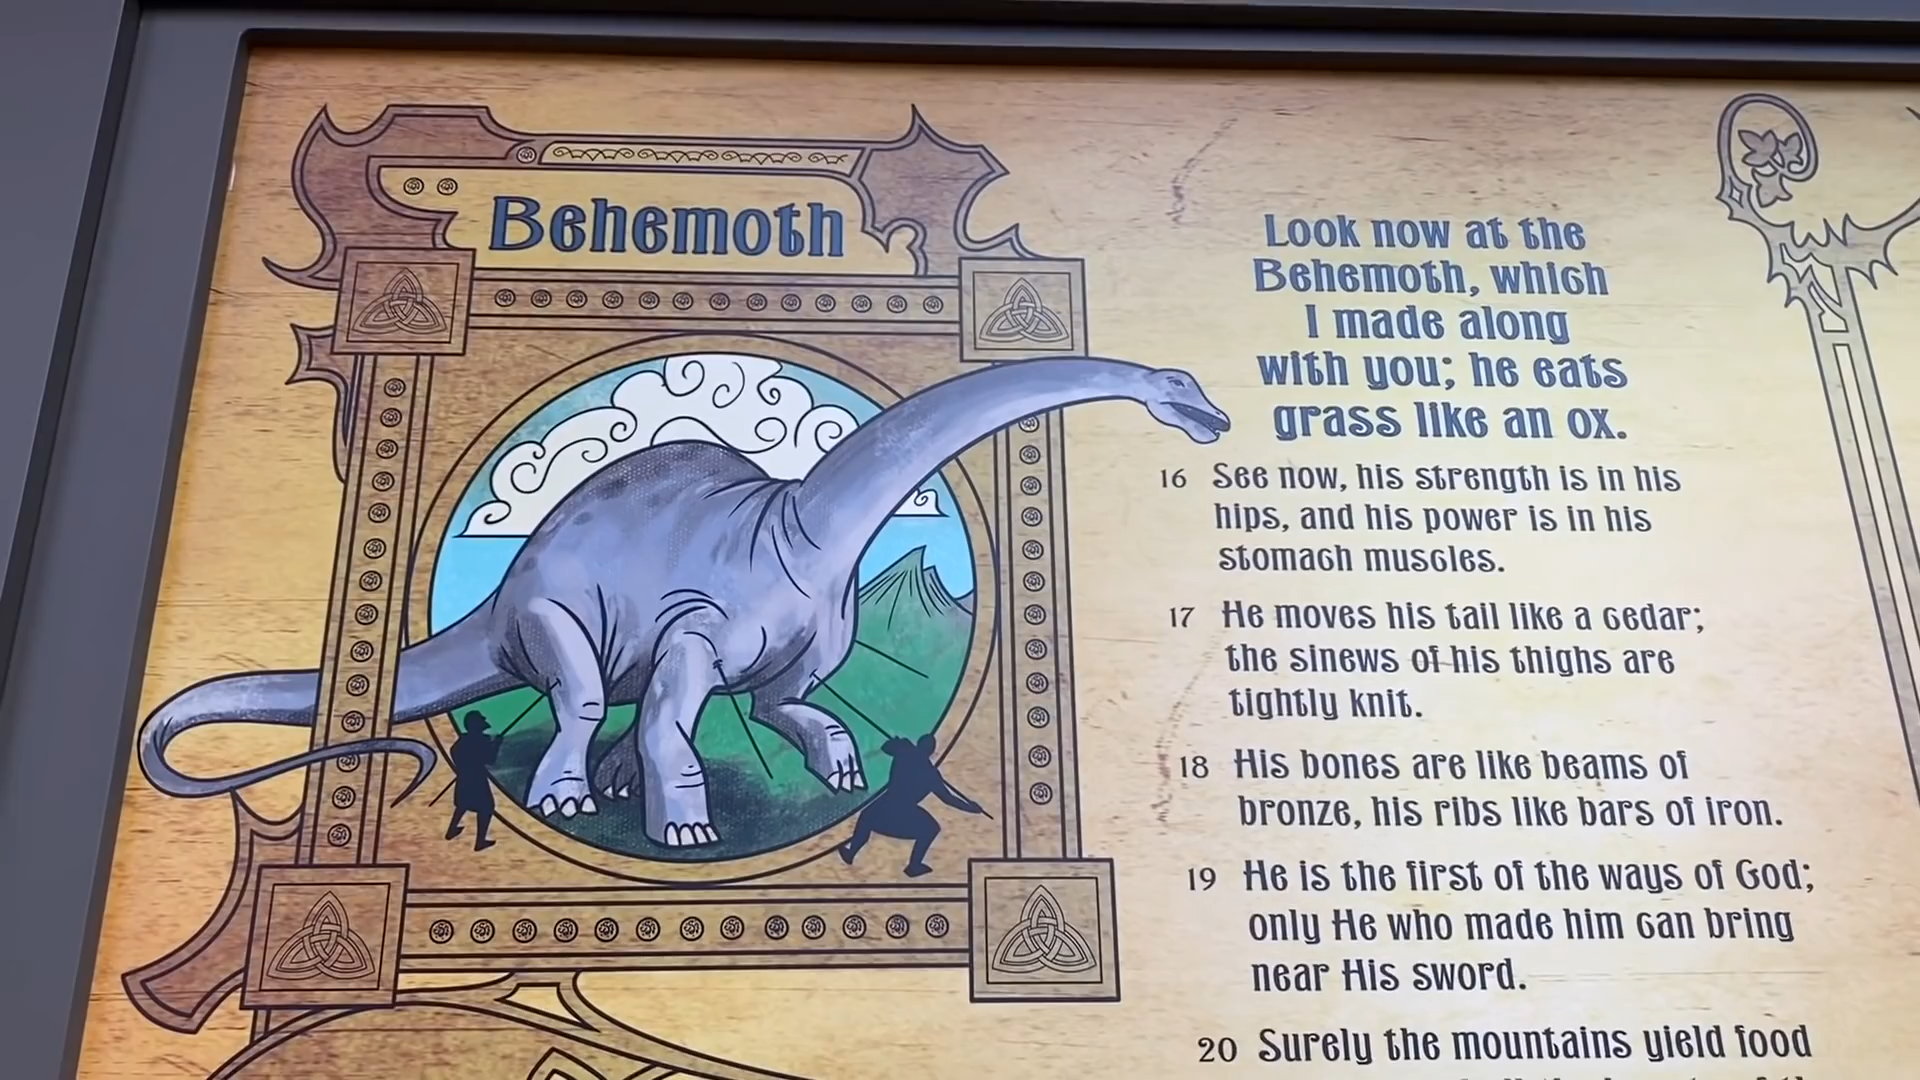 Behemoth
Look now at the
Behemoth, which
I made along
with you; he eats
grass like an ox.
16 See now, his strength is in his
hips, and his power is in his
stomach muscles.
17 He moves his tail like a cedar;
the sinews of his thighs are
tightly knit.
18 His bones are like beams of
bronze, his ribs like bars of iron.
19 He is the first of the ways of God;
only He who made him can bring
near His sword.
20 Surely the mountains yield food